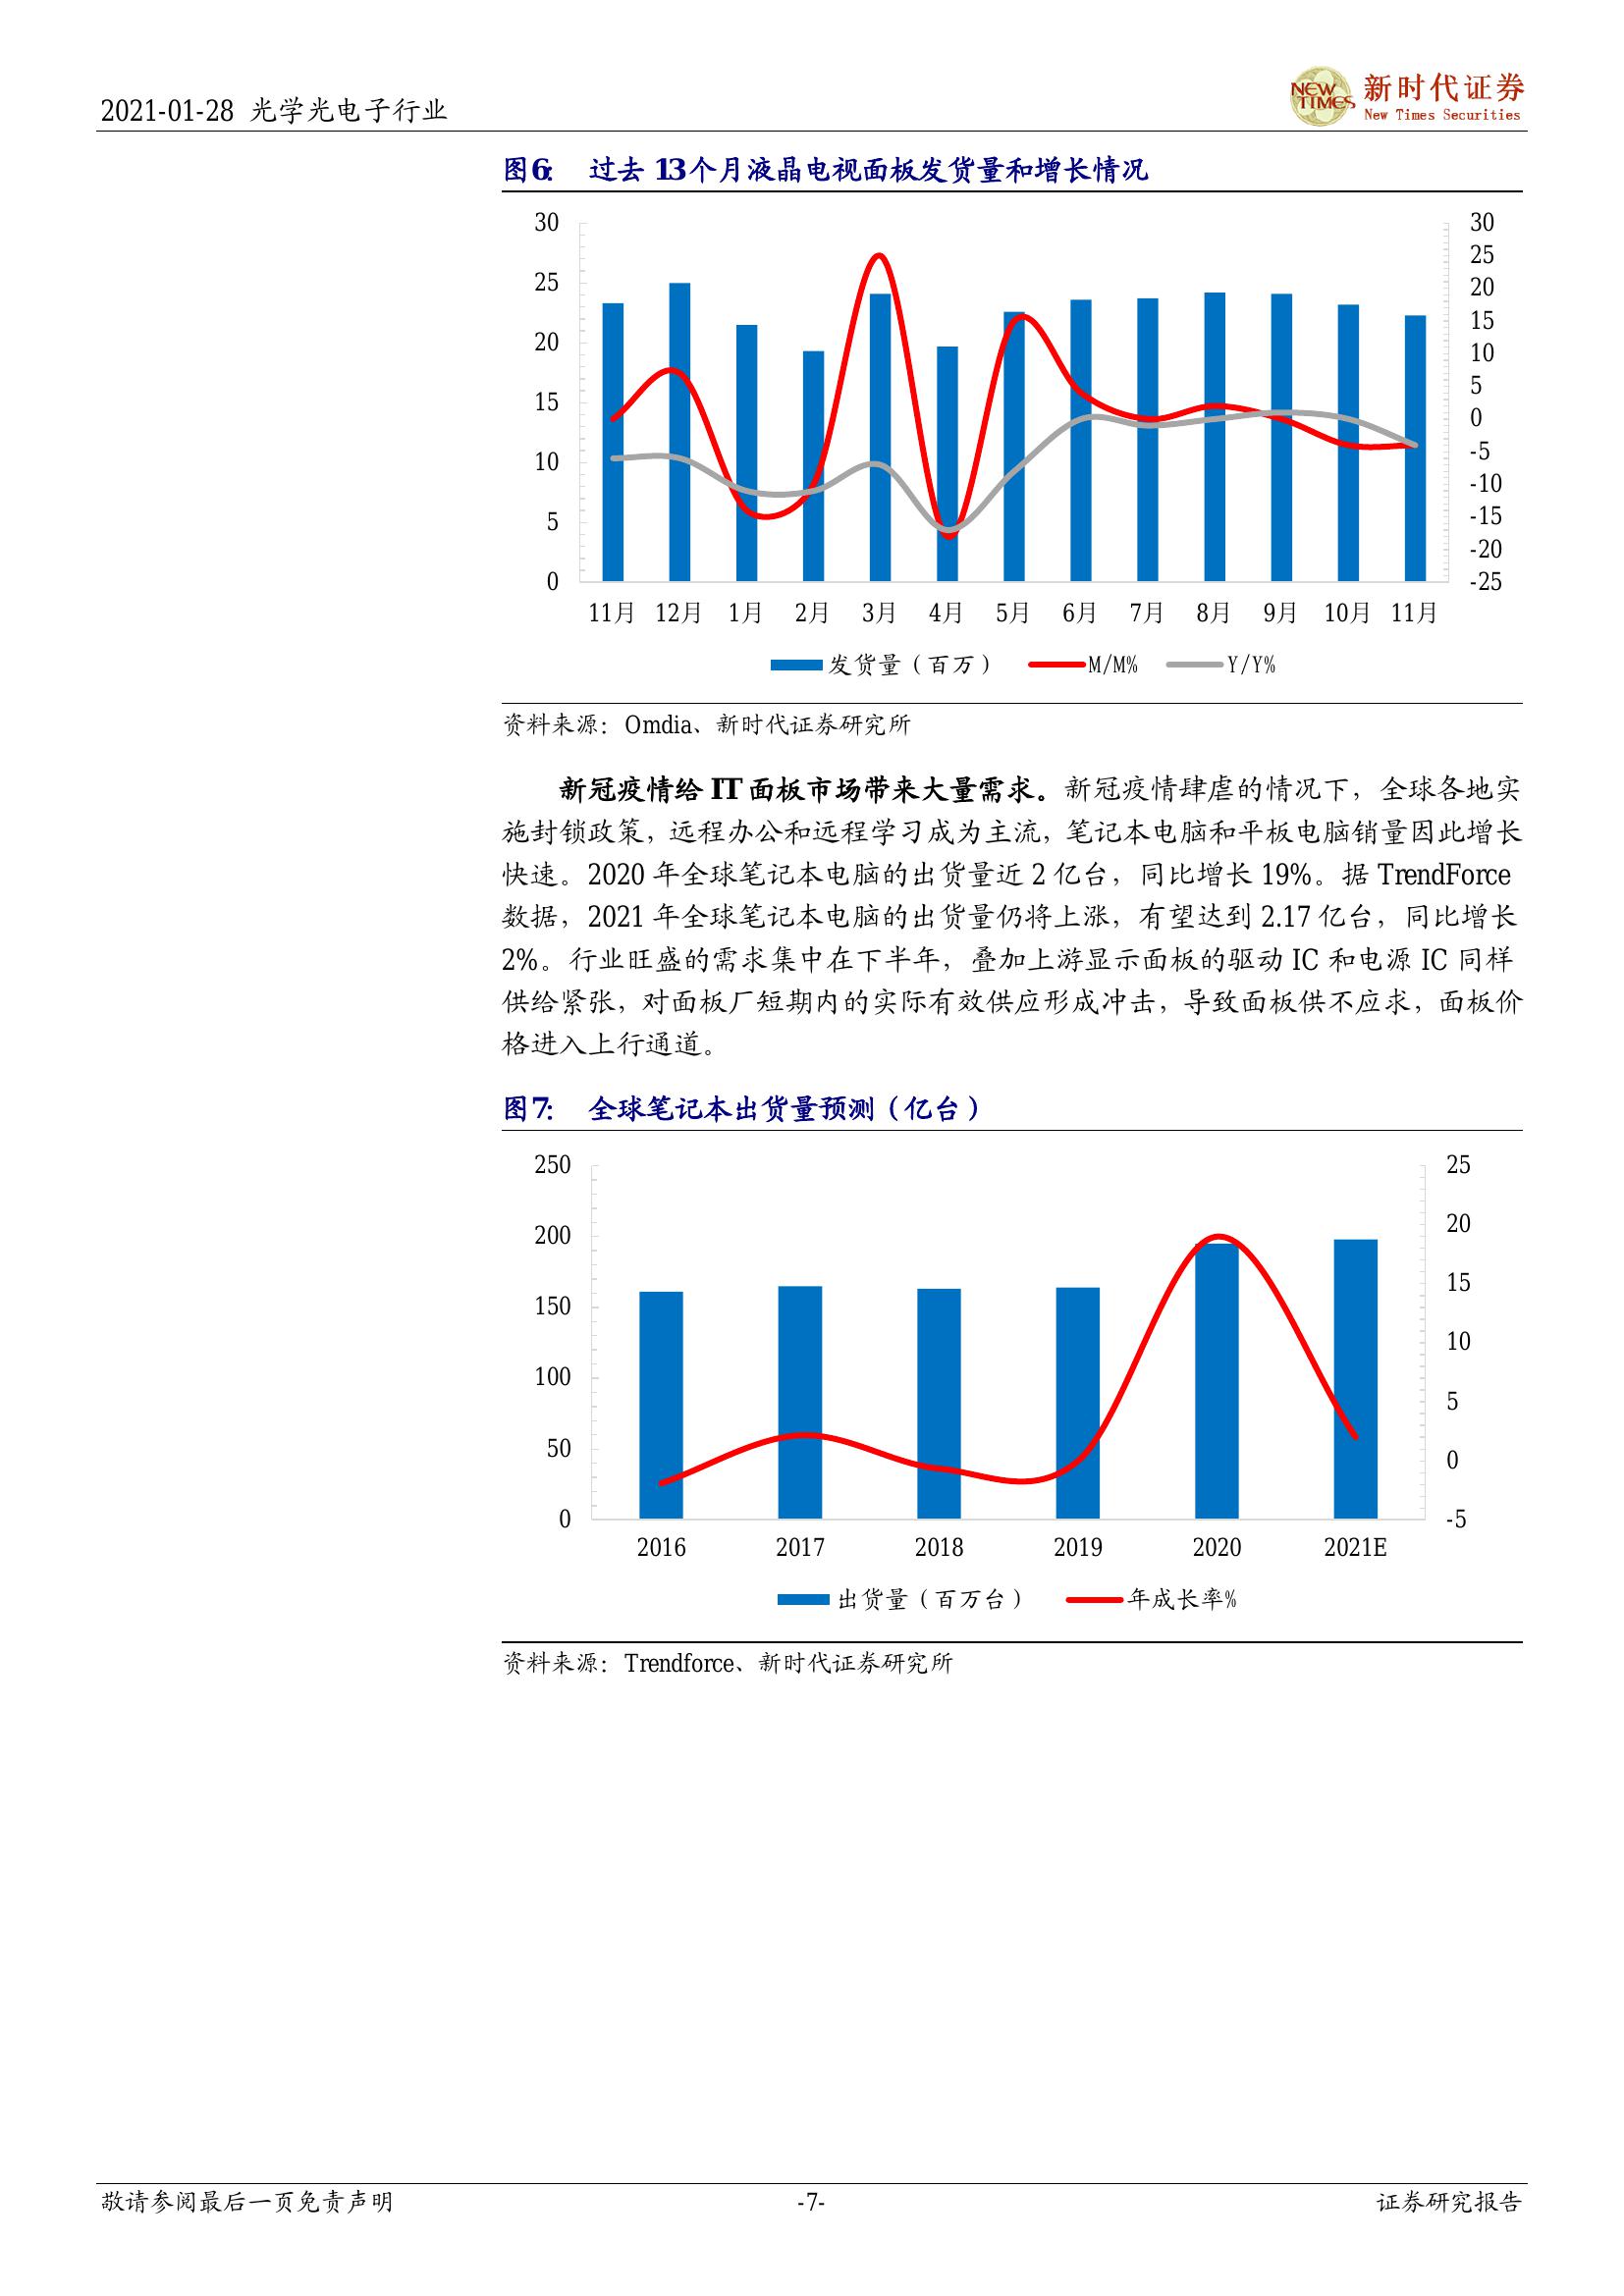 2021-01-28 光学光电子行业
NEW TIMES
新时代证券
New Times Securities
图6: 过去 13个月液晶电视面板发货量和增长情况
30
25
20
15
10
5
0
30
25
20
15
10
5
0
-5
-10
-15
-20
-25
11月 12月 1月 2月 3月 4月 5月 6月 7月 8月 9月 10月 11月
发货量(百万) M/M% Y/Y%
资料来源:Omdia、新时代证券研究所
新冠疫情给 IT 面板市场带来大量需求。新冠疫情肆虐的情况下,全球各地实
施封锁政策,远程办公和远程学习成为主流,笔记本电脑和平板电脑销量因此增长
快速。2020 年全球笔记本电脑的出货量近 2 亿台,同比增长 19%。据 TrendForce
数据,2021 年全球笔记本电脑的出货量仍将上涨,有望达到 2.17 亿台,同比增长
2%。行业旺盛的需求集中在下半年,叠加上游显示面板的驱动 IC 和电源 IC 同样
供给紧张,对面板厂短期内的实际有效供应形成冲击,导致面板供不应求,面板价
格进入上行通道。
图7: 全球笔记本出货量预测(亿台)
250
200
150
100
50
0
25
20
15
10
5
0
-5
2016 2017 2018 2019 2020 2021E
出货量(百万台) 年成长率%
资料来源:Trendforce、新时代证券研究所
敬请参阅最后一页免责声明 -7- 证券研究报告